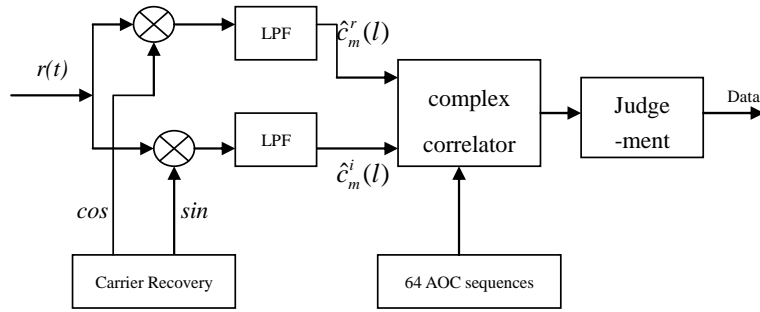 LPF
ĉ_m^r(l)
r(t)
complex
correlator
Judge
-ment
Data
LPF
ĉ_m^i(l)
cos
sin
Carrier Recovery
64 AOC sequences